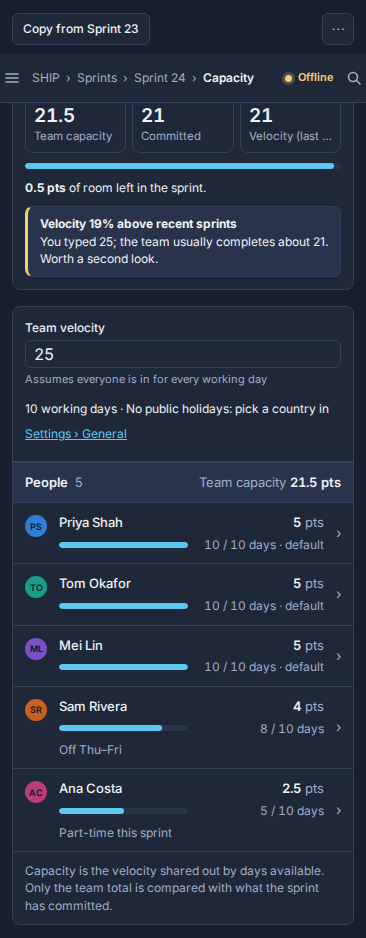 Copy from Sprint 23
···
SHIP › Sprints › Sprint 24 › Capacity
Offline
21.5
Team capacity
21
Committed
21
Velocity (last ...
0.5 pts of room left in the sprint.
Velocity 19% above recent sprints
You typed 25; the team usually completes about 21.
Worth a second look.
Team velocity
25
Assumes everyone is in for every working day
10 working days · No public holidays: pick a country in
Settings › General
People 5
Team capacity 21.5 pts
PS
Priya Shah
5 pts
10 / 10 days · default
›
TO
Tom Okafor
5 pts
10 / 10 days · default
›
ML
Mei Lin
5 pts
10 / 10 days · default
›
SR
Sam Rivera
4 pts
8 / 10 days
›
Off Thu–Fri
AC
Ana Costa
2.5 pts
5 / 10 days
›
Part-time this sprint
Capacity is the velocity shared out by days available.
Only the team total is compared with what the sprint
has committed.